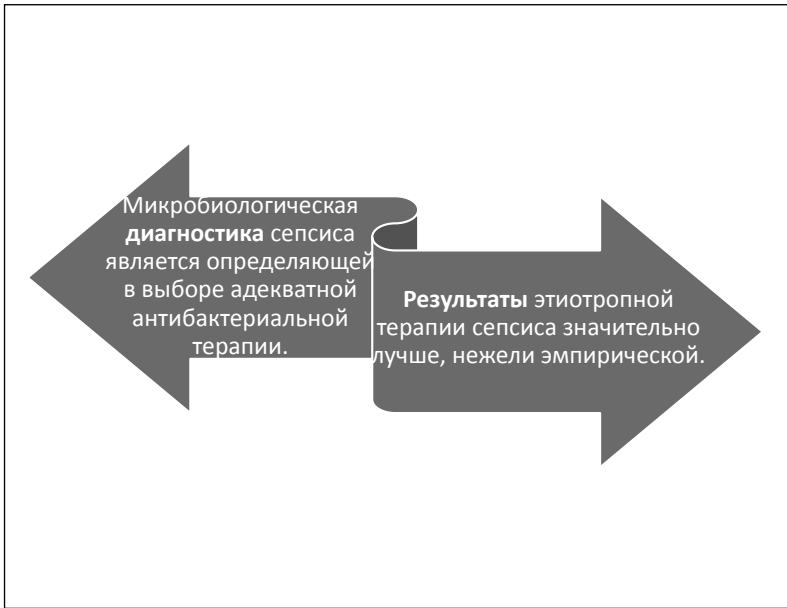 Микробиологическая
диагностика сепсиса
является определяющей
в выборе адекватной
антибактериальной
терапии.
Результаты этиотропной
терапии сепсиса значительно
лучше, нежели эмпирической.